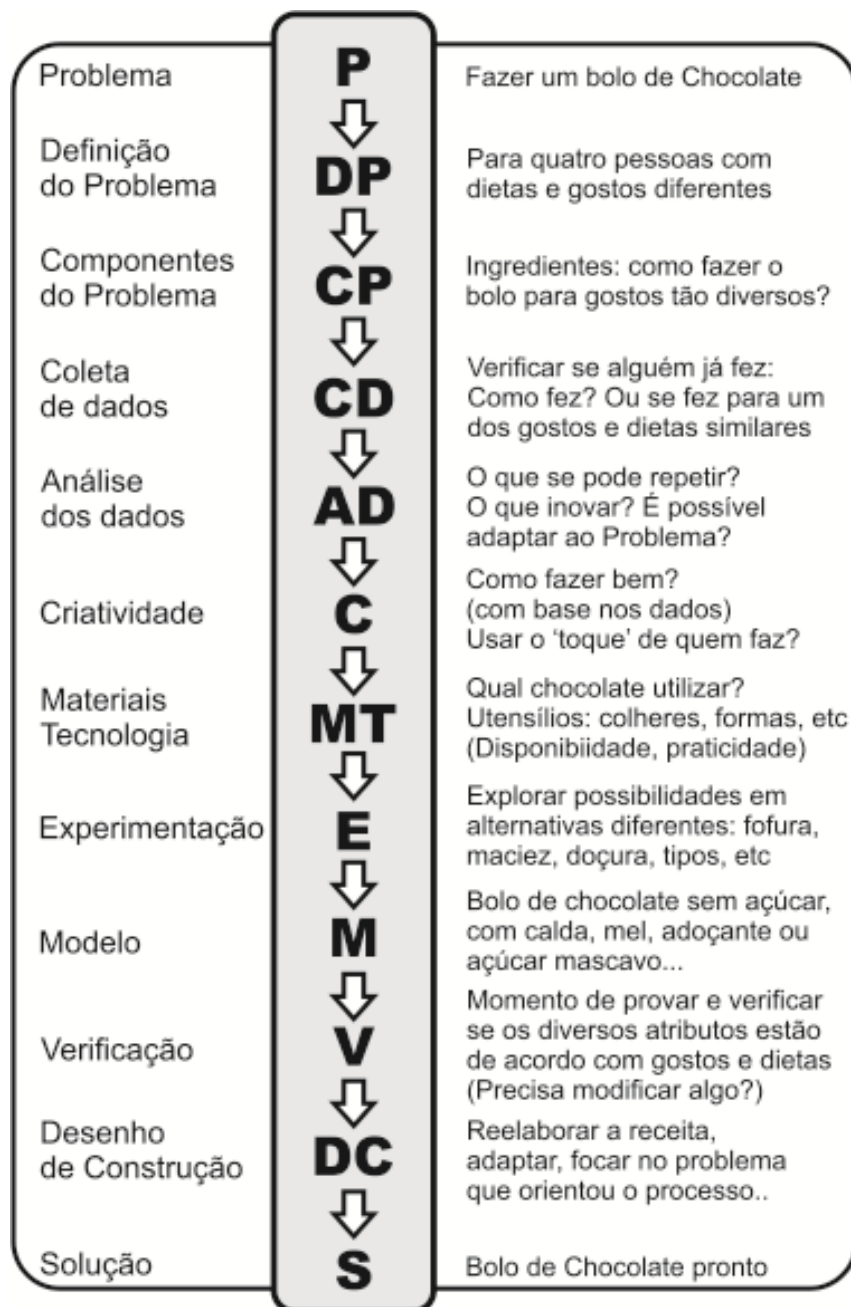 Problema
P
Fazer um bolo de Chocolate
Definição
do Problema
DP
Para quatro pessoas com
dietas e gostos diferentes
Componentes
do Problema
CP
Ingredientes: como fazer o
bolo para gostos tão diversos?
Coleta
de dados
CD
Verificar se alguém já fez:
Como fez? Ou se fez para um
dos gostos e dietas similares
Análise
dos dados
AD
O que se pode repetir?
O que inovar? É possível
adaptar ao Problema?
Criatividade
C
Como fazer bem?
(com base nos dados)
Usar o ‘toque’ de quem faz?
Materiais
Tecnologia
MT
Qual chocolate utilizar?
Utensílios: colheres, formas, etc
(Disponibiidade, praticidade)
Experimentação
E
Explorar possibilidades em
alternativas diferentes: fofura,
maciez, doçura, tipos, etc
Modelo
M
Bolo de chocolate sem açúcar,
com calda, mel, adoçante ou
açúcar mascavo...
Verificação
V
Momento de provar e verificar
se os diversos atributos estão
de acordo com gostos e dietas
(Precisa modificar algo?)
Desenho
de Construção
DC
Reelaborar a receita,
adaptar, focar no problema
que orientou o processo..
Solução
S
Bolo de Chocolate pronto